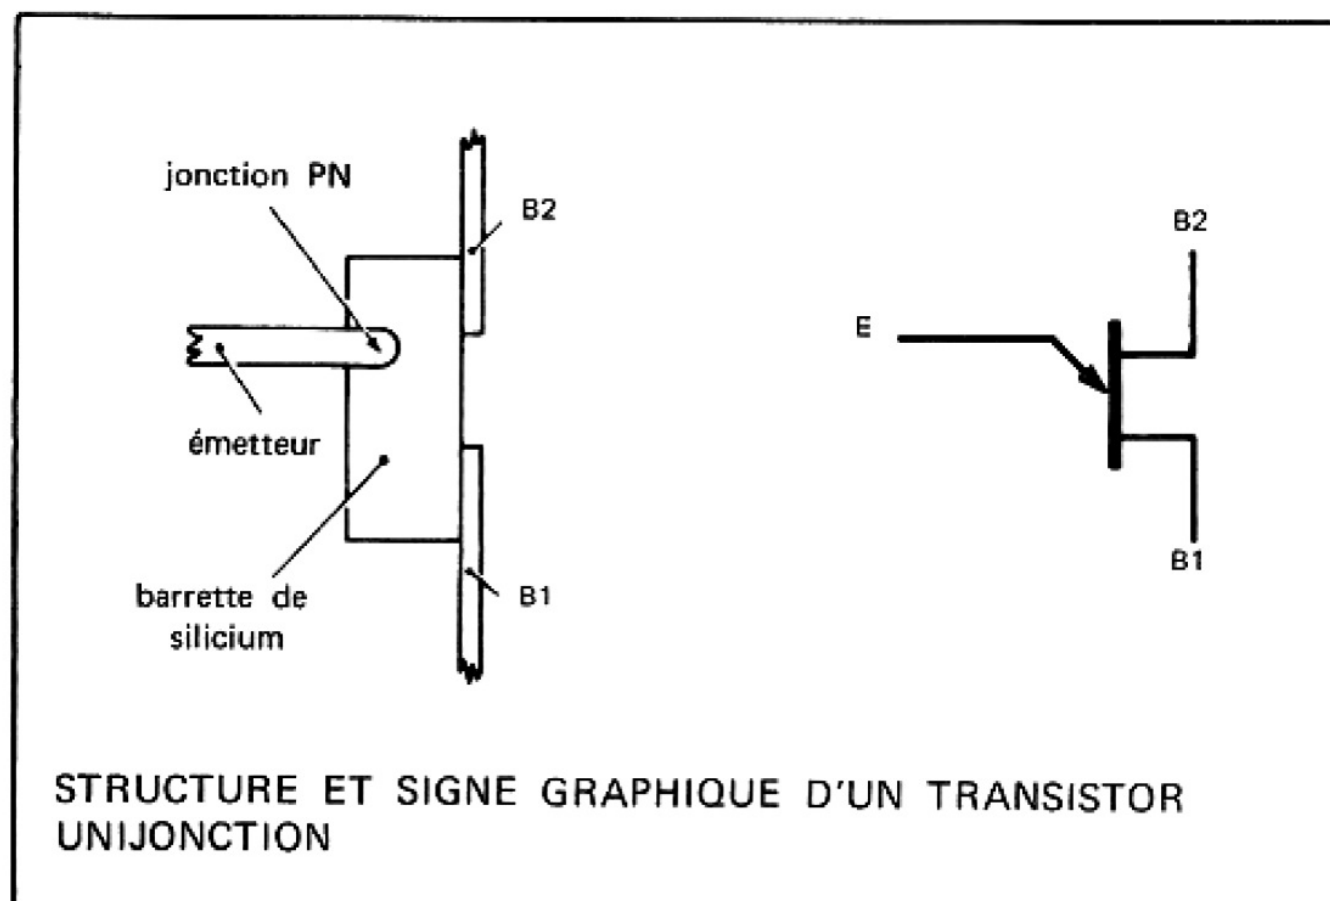 jonction PN
B2
émetteur
barrette de
silicium
B1
B2
E
B1
STRUCTURE ET SIGNE GRAPHIQUE D'UN TRANSISTOR
UNIJONCTION